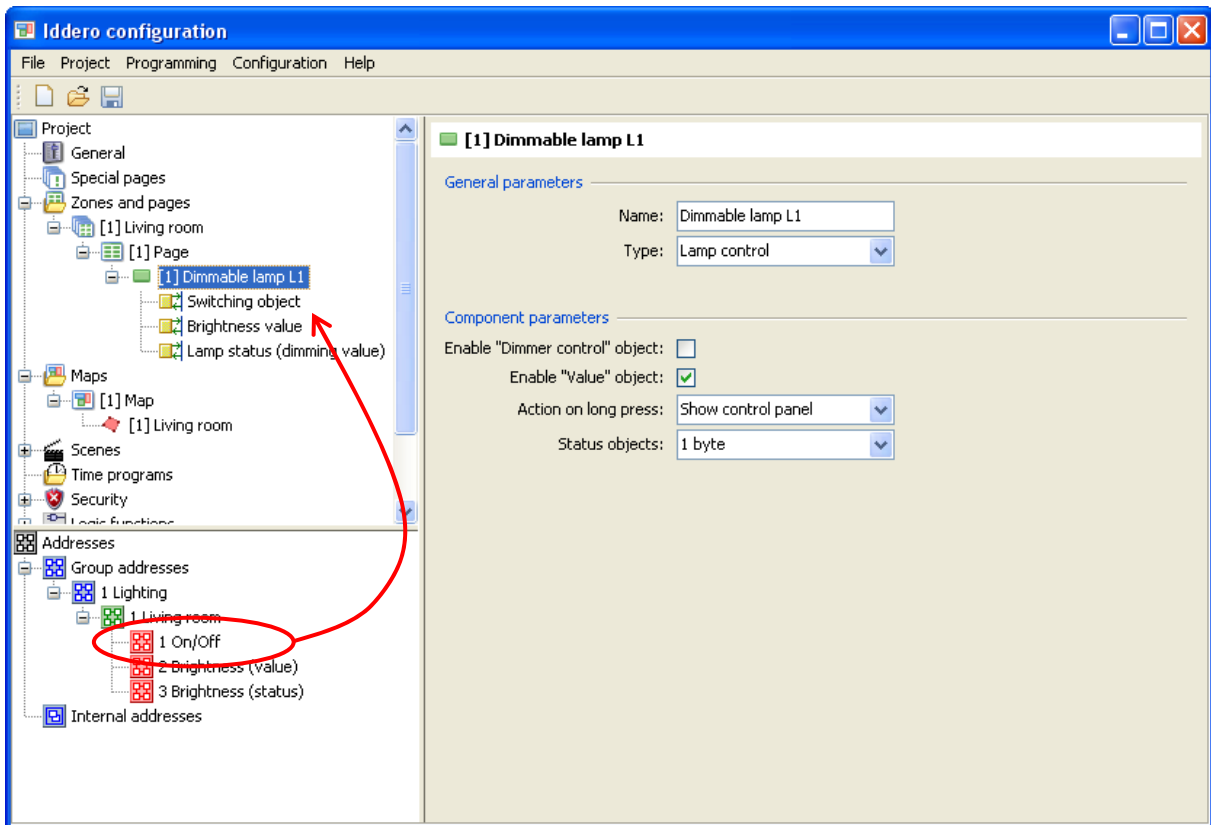 Iddero configuration
File Project Programming Configuration Help
Project
General
Special pages
Zones and pages
[1] Living room
[1] Page
[1] Dimmable lamp L1
Switching object
Brightness value
Lamp status (dimming value)
Maps
[1] Map
[1] Living room
Scenes
Time programs
Security
Logic functions
Addresses
Group addresses
1 Lighting
1 Living room
1 On/Off
2 Brightness (value)
3 Brightness (status)
Internal addresses
[1] Dimmable lamp L1
General parameters
Name: Dimmable lamp L1
Type: Lamp control
Component parameters
Enable "Dimmer control" object:
Enable "Value" object:
Action on long press: Show control panel
Status objects: 1 byte